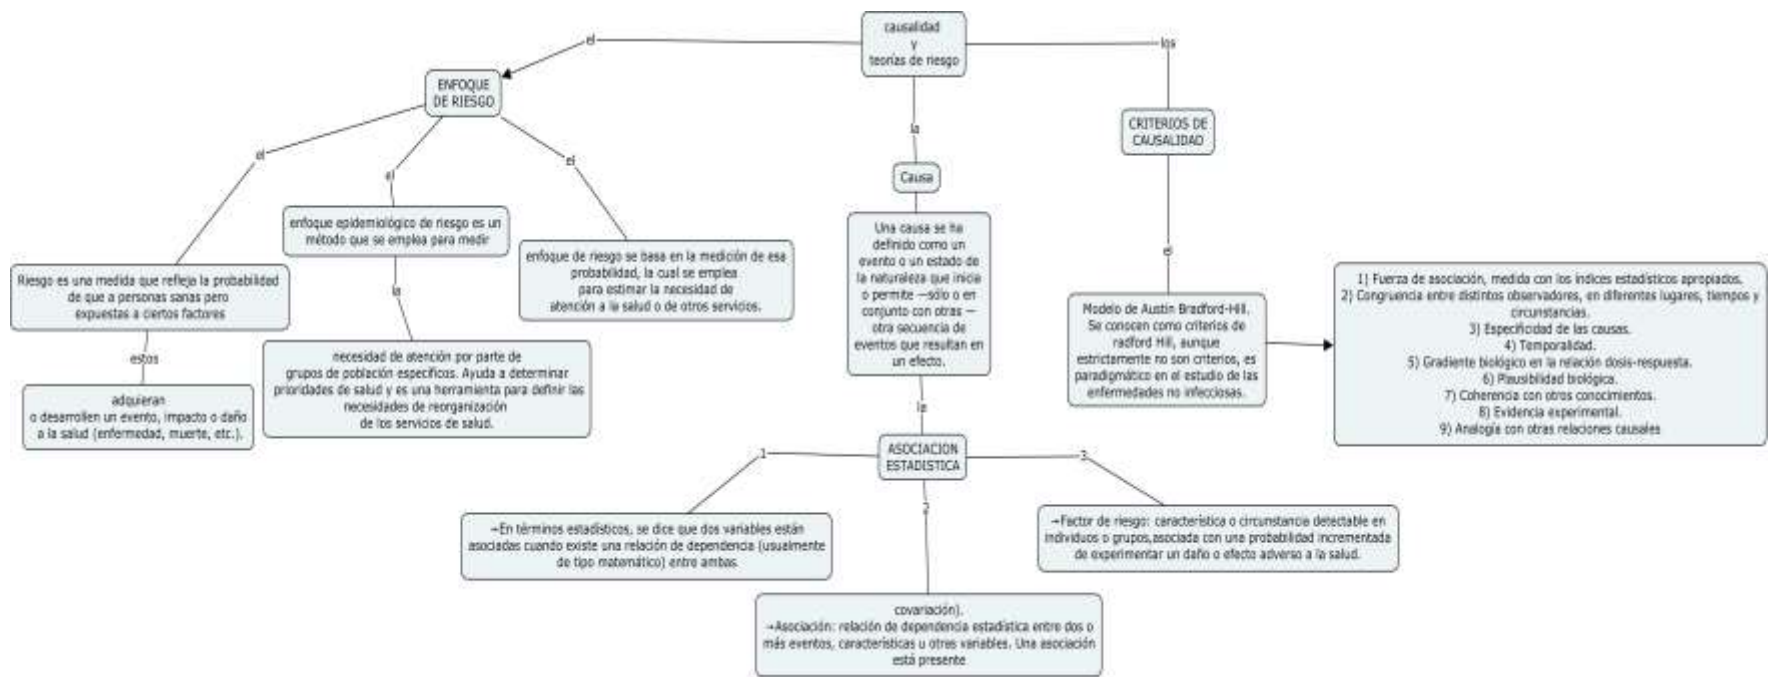 causalidad
y
teorías de riesgo
el
los
la
ENFOQUE
DE RIESGO
el
el
el
Riesgo es una medida que refleja la probabilidad
de que a personas sanas pero
expuestas a ciertos factores
estos
adquieran
o desarrollen un evento, impacto o daño
a la salud (enfermedad, muerte, etc.).
enfoque epidemiológico de riesgo es un
método que se emplea para medir
la
necesidad de atención por parte de
grupos de población específicos. Ayuda a determinar
prioridades de salud y es una herramienta para definir las
necesidades de reorganización
de los servicios de salud.
enfoque de riesgo se basa en la medición de esa
probabilidad, la cual se emplea
para estimar la necesidad de
atención a la salud o de otros servicios.
Causa
Una causa se ha
definido como un
evento o un estado de
la naturaleza que inicia
o permite —sólo o en
conjunto con otras —
otra secuencia de
eventos que resultan en
un efecto.
la
ASOCIACION
ESTADISTICA
1
2
3
→En términos estadísticos, se dice que dos variables están
asociadas cuando existe una relación de dependencia (usualmente
de tipo matemático) entre ambas
covariación).
→Asociación: relación de dependencia estadística entre dos o
más eventos, características u otras variables. Una asociación
está presente
→Factor de riesgo: característica o circunstancia detectable en
individuos o grupos,asociada con una probabilidad incrementada
de experimentar un daño o efecto adverso a la salud.
CRITERIOS DE
CAUSALIDAD
el
Modelo de Austin Bradford-Hill.
Se conocen como criterios de
radford Hill, aunque
estrictamente no son criterios, es
paradigmático en el estudio de las
enfermedades no infecciosas.
1) Fuerza de asociación, medida con los índices estadísticos apropiados.
2) Congruencia entre distintos observadores, en diferentes lugares, tiempos y
circunstancias.
3) Especificidad de las causas.
4) Temporalidad.
5) Gradiente biológico en la relación dosis-respuesta.
6) Plausibilidad biológica.
7) Coherencia con otros conocimientos.
8) Evidencia experimental.
9) Analogía con otras relaciones causales